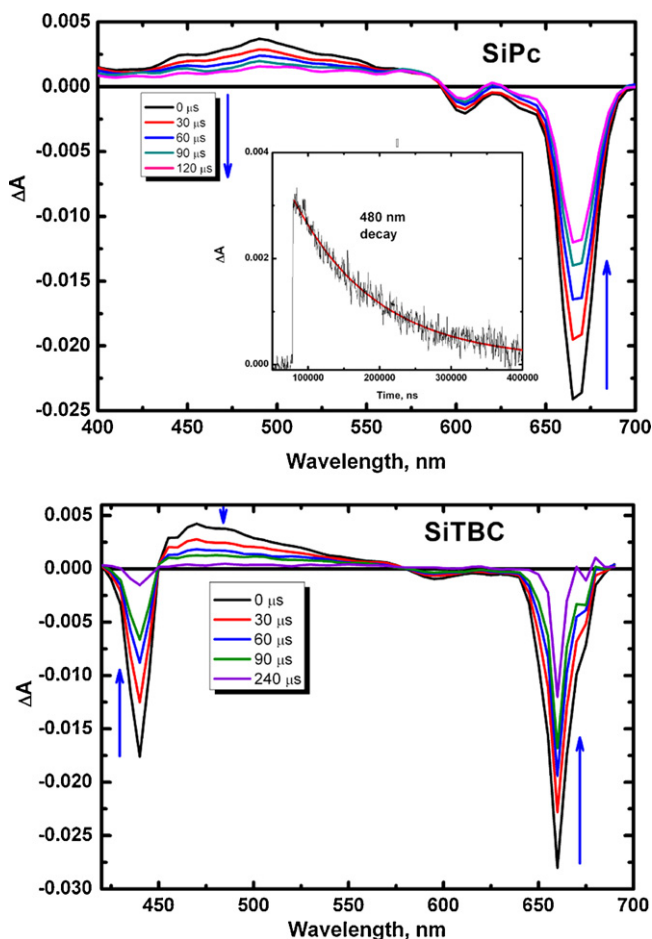 SiPc
0.005
0.000
-0.005
-0.010
-0.015
-0.020
-0.025
ΔA
0 μs
30 μs
60 μs
90 μs
120 μs
0.004
0.002
0.000
ΔA
480 nm
decay
100000 200000 300000 400000
Time, ns
400 450 500 550 600 650 700
Wavelength, nm
SiTBC
0.005
0.000
-0.005
-0.010
-0.015
-0.020
-0.025
-0.030
ΔA
0 μs
30 μs
60 μs
90 μs
240 μs
450 500 550 600 650 700
Wavelength, nm